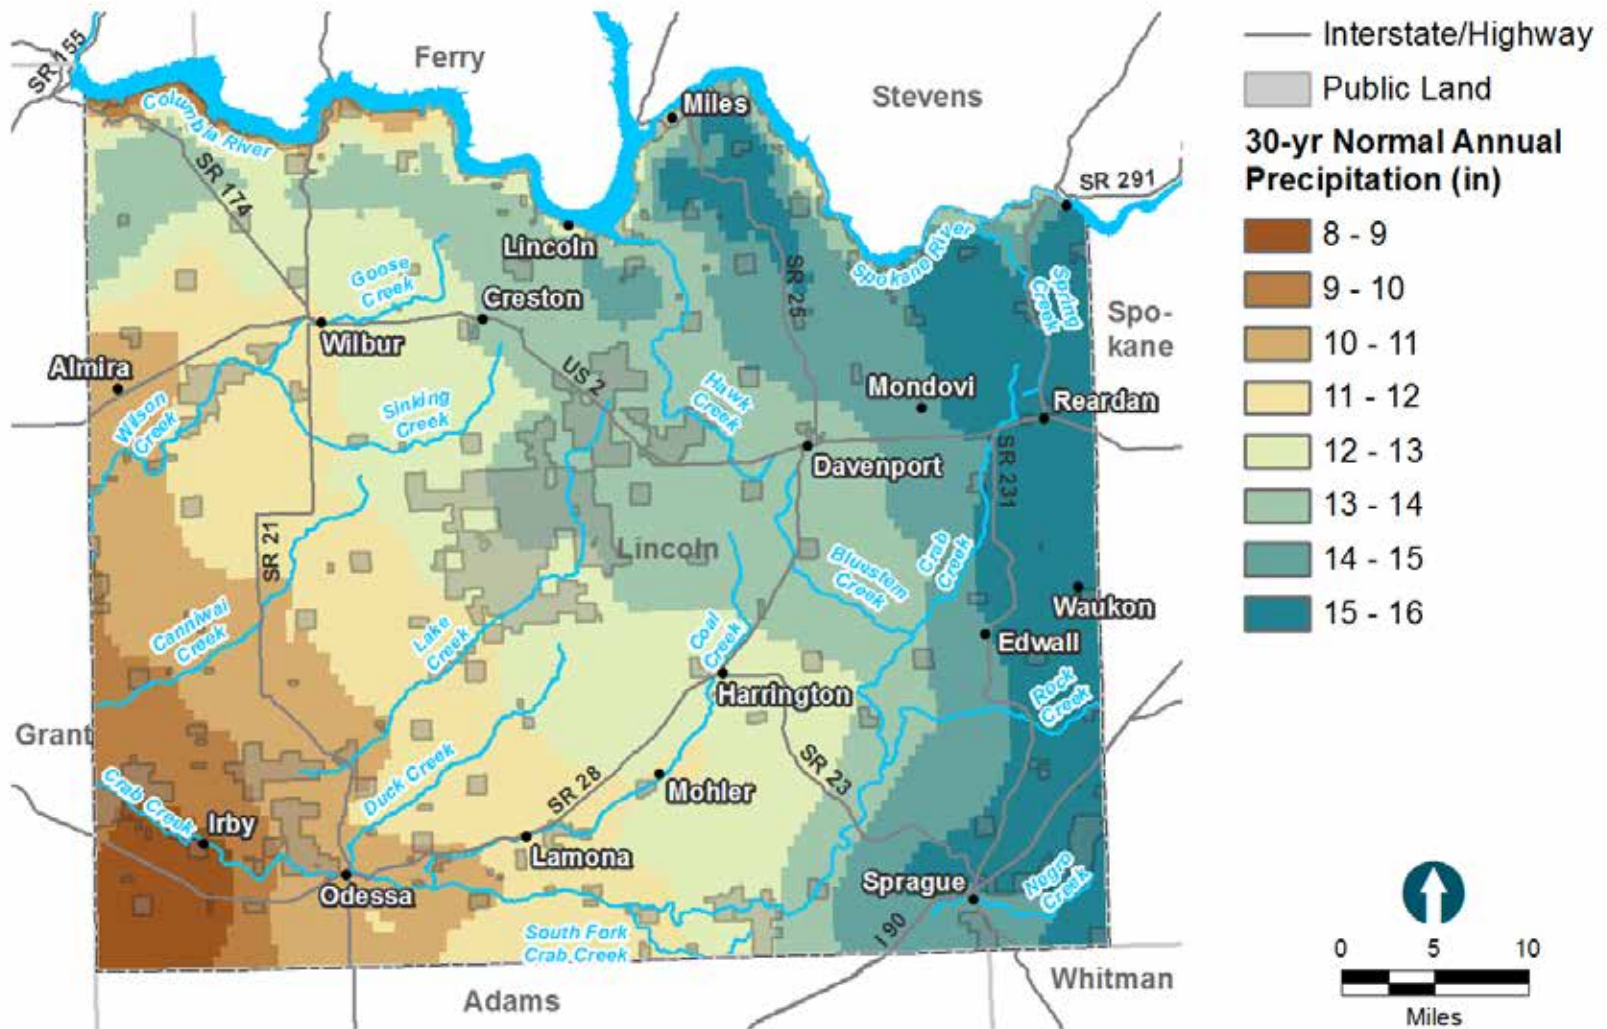 SR 155
Ferry
Stevens
Miles
Columbia
River
SR 174
SR 291
Lincoln
Spokane River
SR 25
Spring
Creek
Goose
Creek
Creston
Wilbur
Spo-
kane
Almira
US 2
Hawk
Creek
Mondovi
Reardan
Wilson
Creek
Sinking
Creek
Davenport
SR 231
SR 21
Lincoln
Bluestem
Creek
Crab
Creek
Waukon
Canniwai
Creek
Lake
Creek
Coal
Creek
Edwall
Harrington
Rock
Creek
Grant
Duck Creek
SR 28
Mohler
SR 23
Crab Creek
Irby
Lamona
Odessa
Sprague
Negro
Creek
South Fork
Crab Creek
I 90
Adams
Whitman
Interstate/Highway
Public Land
30-yr Normal Annual
Precipitation (in)
8 - 9
9 - 10
10 - 11
11 - 12
12 - 13
13 - 14
14 - 15
15 - 16
0 5 10
Miles